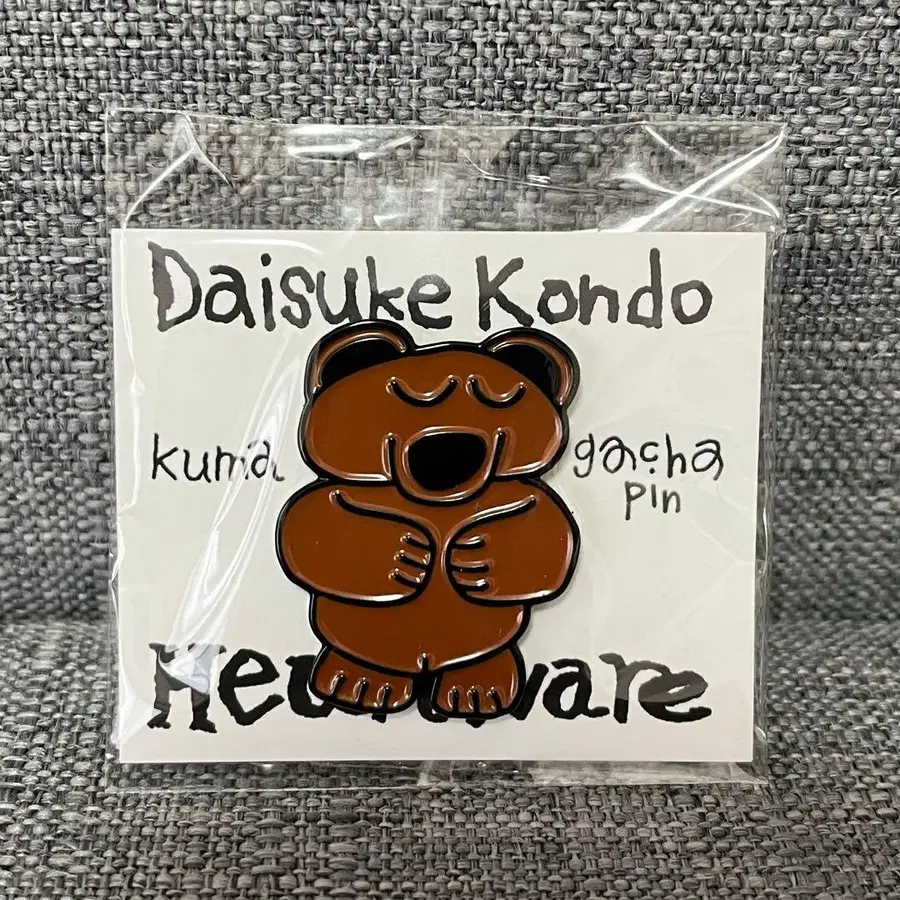 Daisuke Kondo
kuma gacha
pin